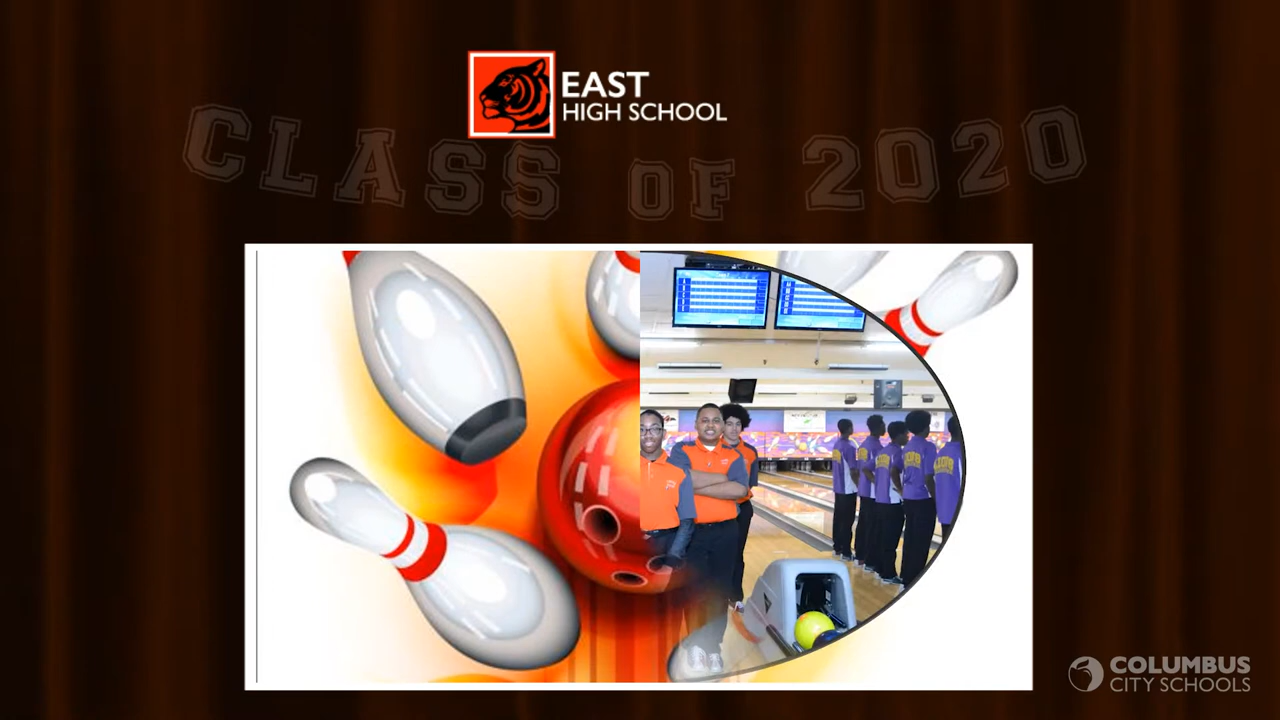 EAST
HIGH SCHOOL
CLASS OF 2020
COLUMBUS
CITY SCHOOLS